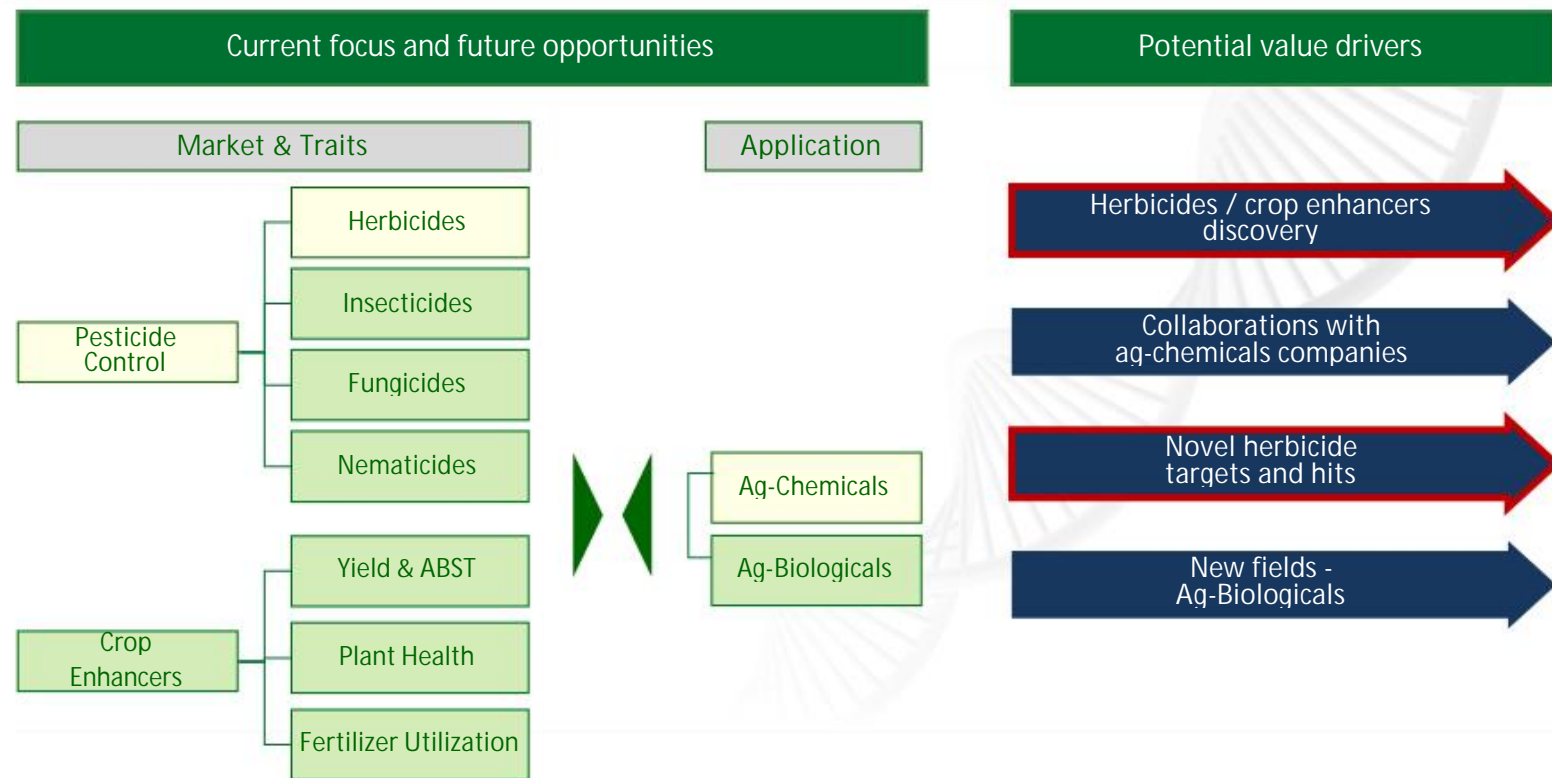 Current focus and future opportunities
Potential value drivers
Market & Traits
Application
Herbicides
Insecticides
Pesticide
Control
Fungicides
Nematicides
Yield & ABST
Crop
Enhancers
Plant Health
Fertilizer Utilization
Ag-Chemicals
Ag-Biologicals
Herbicides / crop enhancers
discovery
Collaborations with
ag-chemicals companies
Novel herbicide
targets and hits
New fields -
Ag-Biologicals